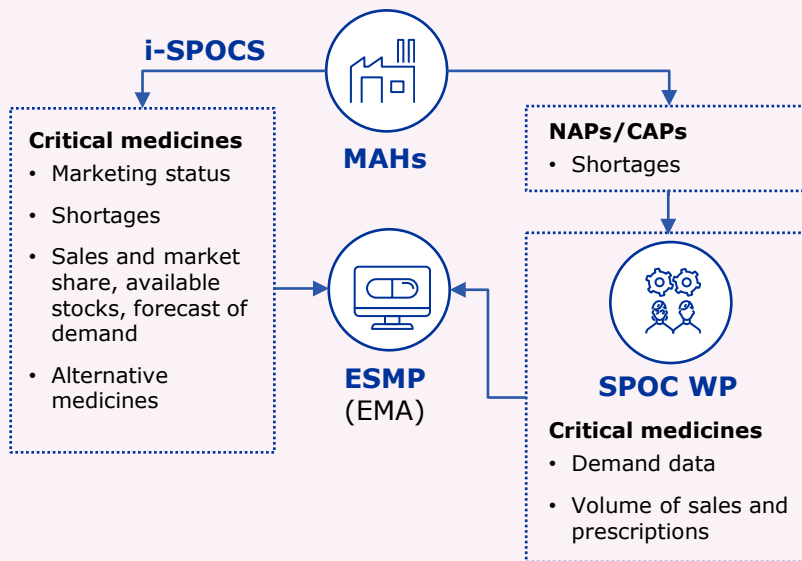 i-SPOCS
MAHs
Critical medicines
• Marketing status
• Shortages
• Sales and market
share, available
stocks, forecast of
demand
• Alternative
medicines
NAPs/CAPs
• Shortages
ESMP
(EMA)
SPOC WP
Critical medicines
• Demand data
• Volume of sales and
prescriptions